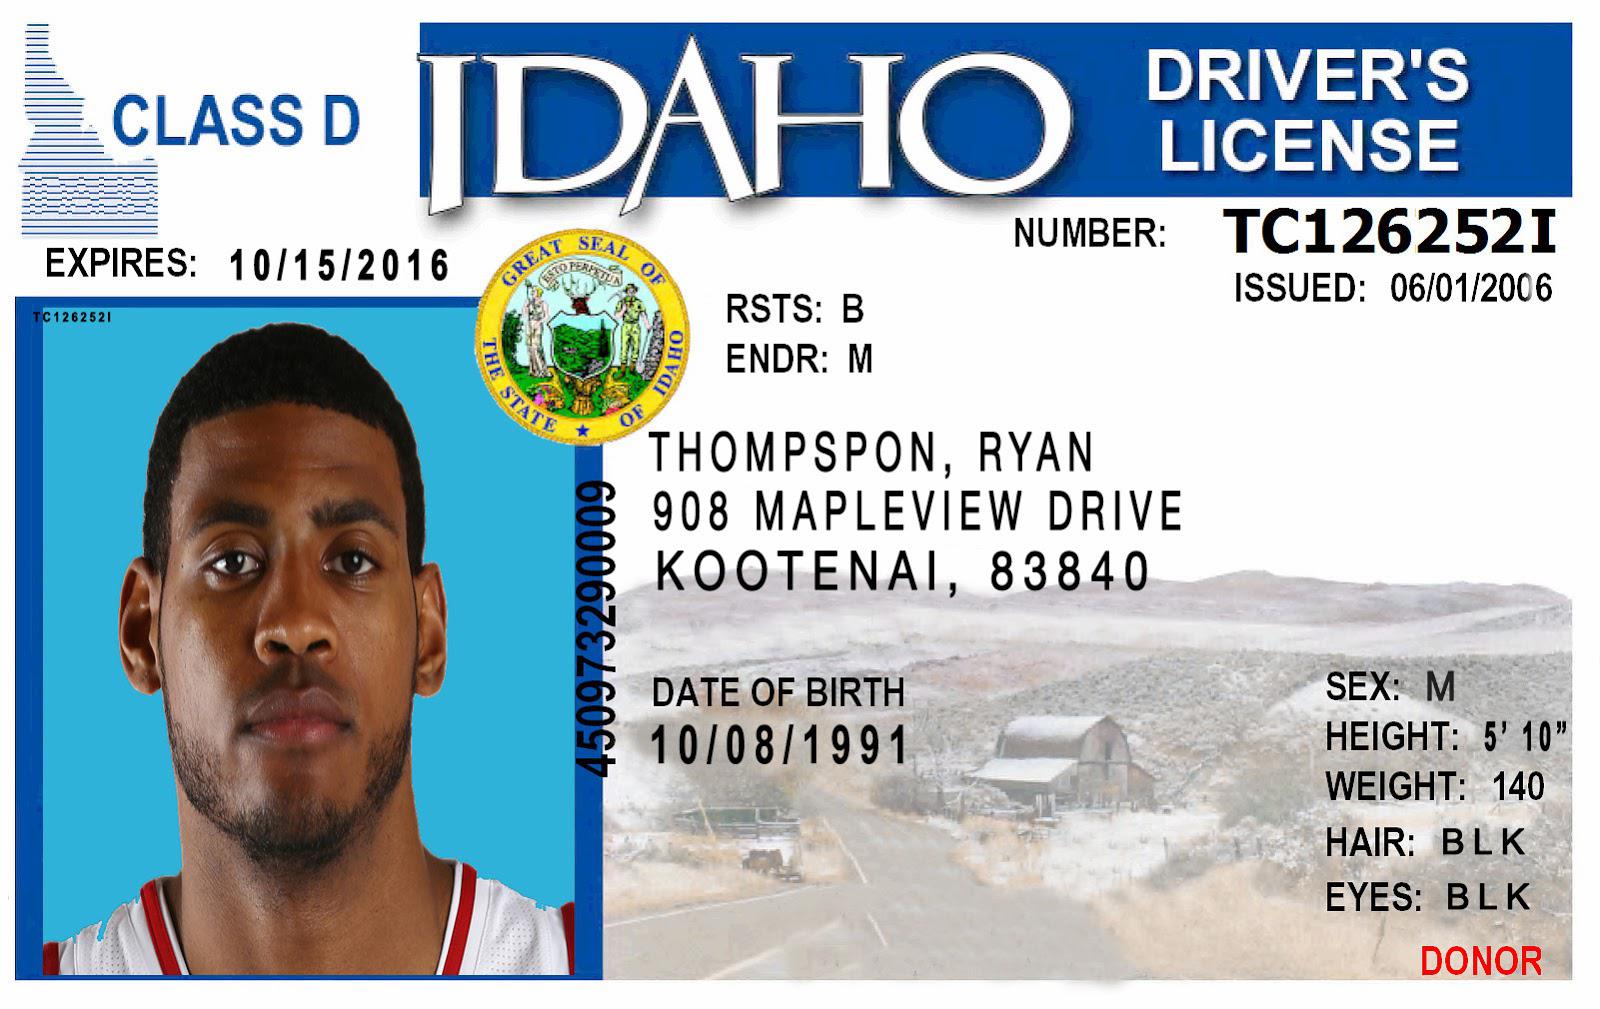 CLASS D
IDAHO
DRIVER'S
LICENSE
NUMBER: TC126252I
EXPIRES: 10/15/2016
ISSUED: 06/01/2006
TC126252I
GREAT SEAL OF
THE STATE OF IDAHO
ESTO PERPETUA
RSTS: B
ENDR: M
THOMPSPON, RYAN
908 MAPLEVIEW DRIVE
KOOTENAI, 83840
450973290009
DATE OF BIRTH
10/08/1991
SEX: M
HEIGHT: 5' 10”
WEIGHT: 140
HAIR: BLK
EYES: BLK
DONOR